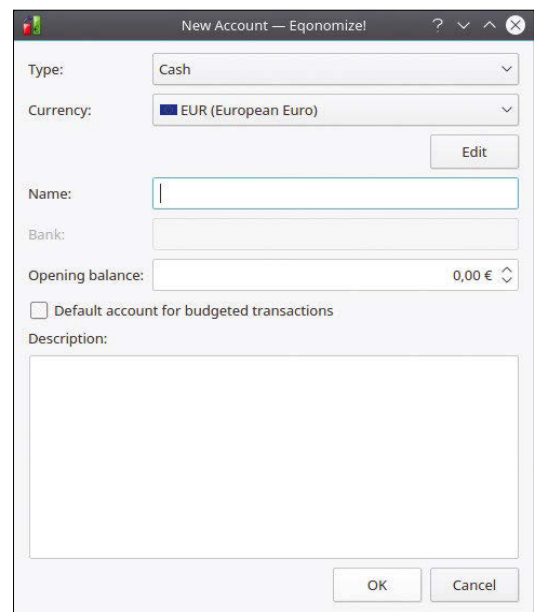 New Account — Eqonomize!
Type: Cash
Currency: EUR (European Euro)
Edit
Name:
Bank:
Opening balance: 0,00 €
Default account for budgeted transactions
Description:
OK Cancel